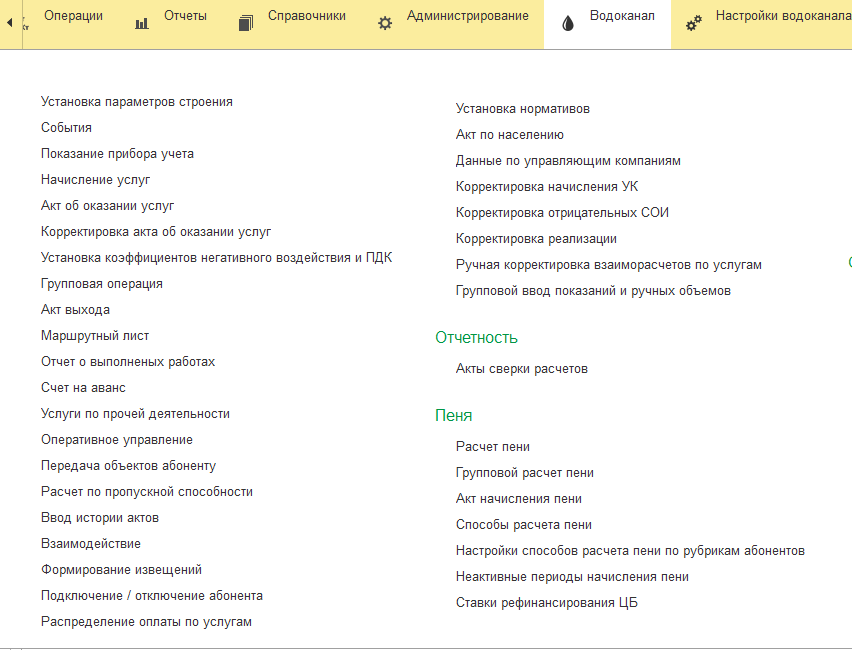 Операции
Отчеты
Справочники
Администрирование
Водоканал
Настройки водоканала
Установка параметров строения
События
Показание прибора учета
Начисление услуг
Акт об оказании услуг
Корректировка акта об оказании услуг
Установка коэффициентов негативного воздействия и ПДК
Групповая операция
Акт выхода
Маршрутный лист
Отчет о выполненых работах
Счет на аванс
Услуги по прочей деятельности
Оперативное управление
Передача объектов абоненту
Расчет по пропускной способности
Ввод истории актов
Взаимодействие
Формирование извещений
Подключение / отключение абонента
Распределение оплаты по услугам
Установка нормативов
Акт по населению
Данные по управляющим компаниям
Корректировка начисления УК
Корректировка отрицательных СОИ
Корректировка реализации
Ручная корректировка взаиморасчетов по услугам
Групповой ввод показаний и ручных объемов
Отчетность
Акты сверки расчетов
Пеня
Расчет пени
Групповой расчет пени
Акт начисления пени
Способы расчета пени
Настройки способов расчета пени по рубрикам абонентов
Неактивные периоды начисления пени
Ставки рефинансирования ЦБ